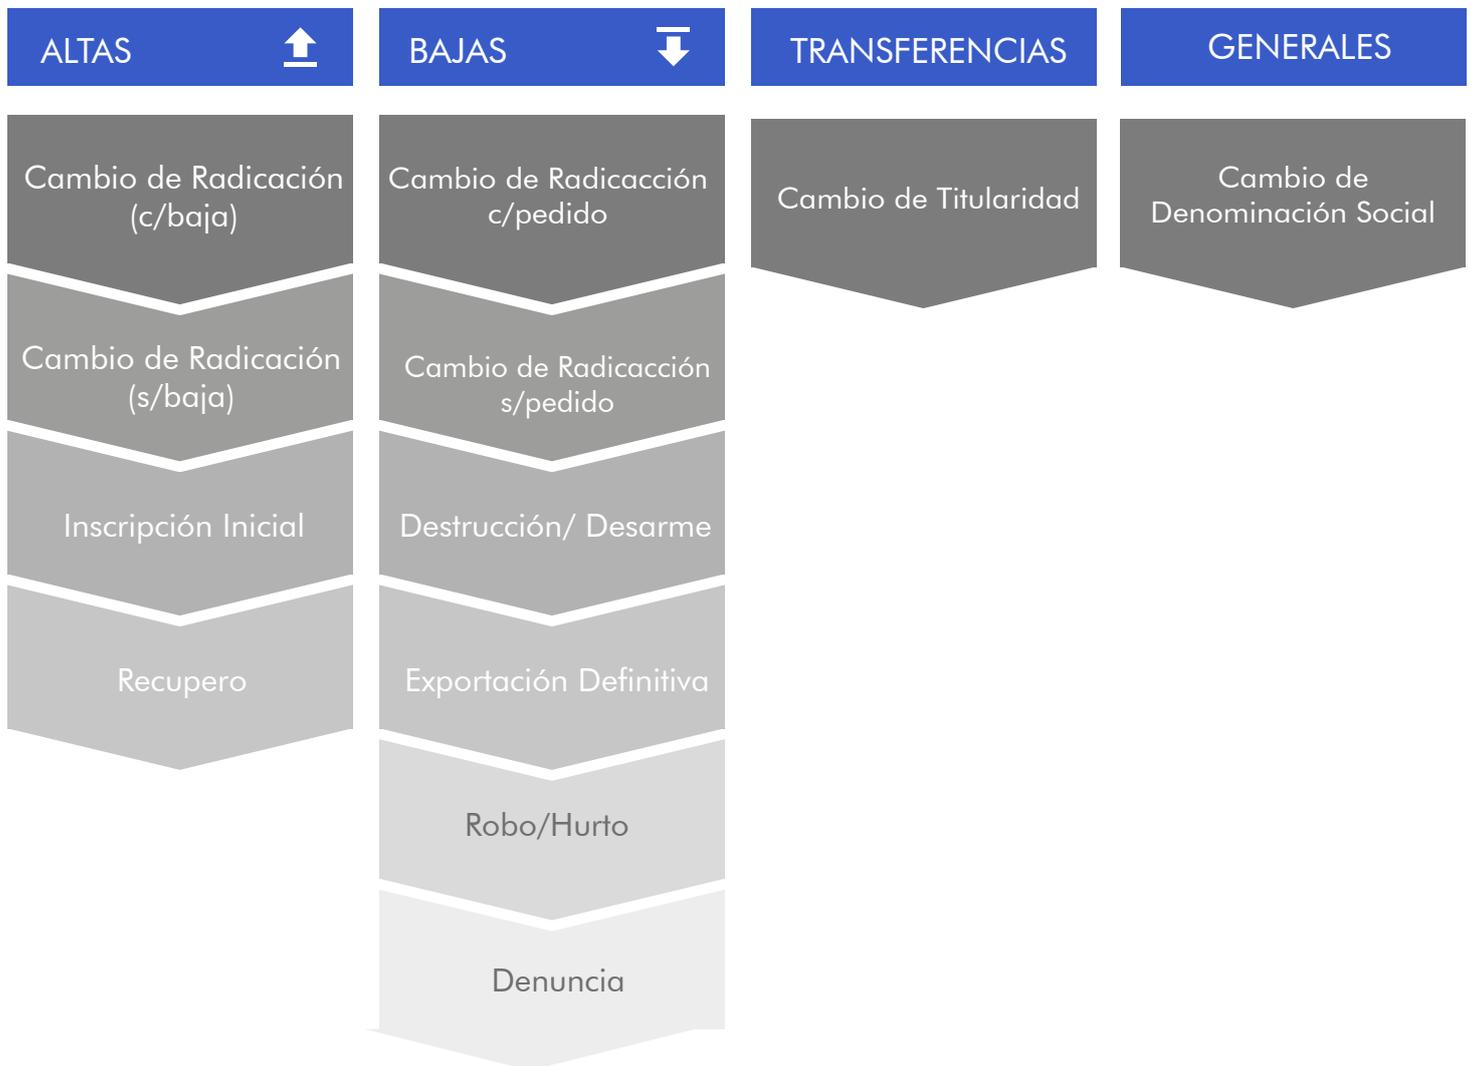 ALTAS
Cambio de Radicación
(c/baja)
Cambio de Radicación
(s/baja)
Inscripción Inicial
Recupero
BAJAS
Cambio de Radicacción
c/pedido
Cambio de Radicacción
s/pedido
Destrucción/ Desarme
Exportación Definitiva
Robo/Hurto
Denuncia
TRANSFERENCIAS
Cambio de Titularidad
GENERALES
Cambio de
Denominación Social